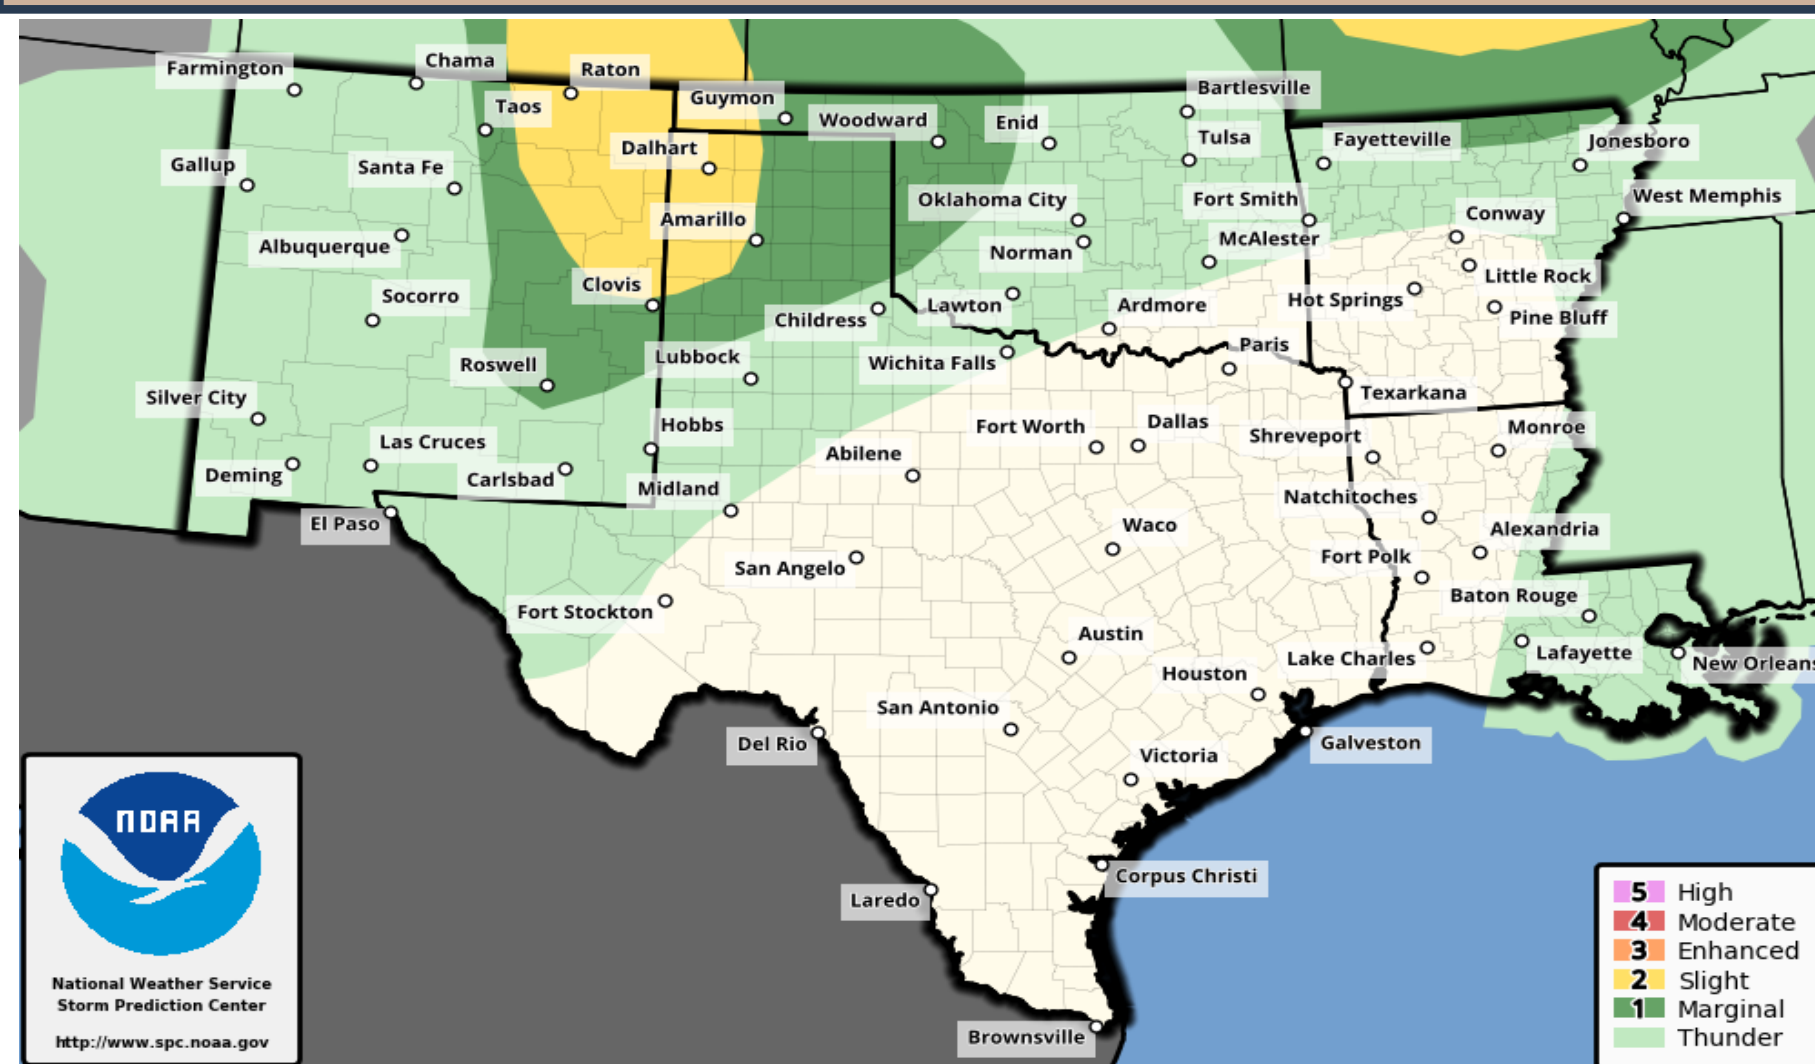 Farmington
Chama
Raton
Taos
Guymon
Woodward
Enid
Bartlesville
Tulsa
Fayetteville
Jonesboro
Gallup
Santa Fe
Dalhart
Oklahoma City
Fort Smith
Conway
West Memphis
Albuquerque
Amarillo
Norman
McAlester
Little Rock
Socorro
Clovis
Childress
Lawton
Ardmore
Hot Springs
Pine Bluff
Roswell
Lubbock
Wichita Falls
Paris
Silver City
Hobbs
Texarkana
Las Cruces
Abilene
Fort Worth
Dallas
Shreveport
Monroe
Deming
Carlsbad
Midland
Natchitoches
El Paso
San Angelo
Waco
Alexandria
Fort Polk
Fort Stockton
Baton Rouge
Austin
Houston
Lake Charles
Lafayette
New Orleans
San Antonio
Del Rio
Victoria
Galveston
Corpus Christi
Laredo
Brownsville
NOAA
National Weather Service
Storm Prediction Center
http://www.spc.noaa.gov
5 High
4 Moderate
3 Enhanced
2 Slight
1 Marginal
Thunder